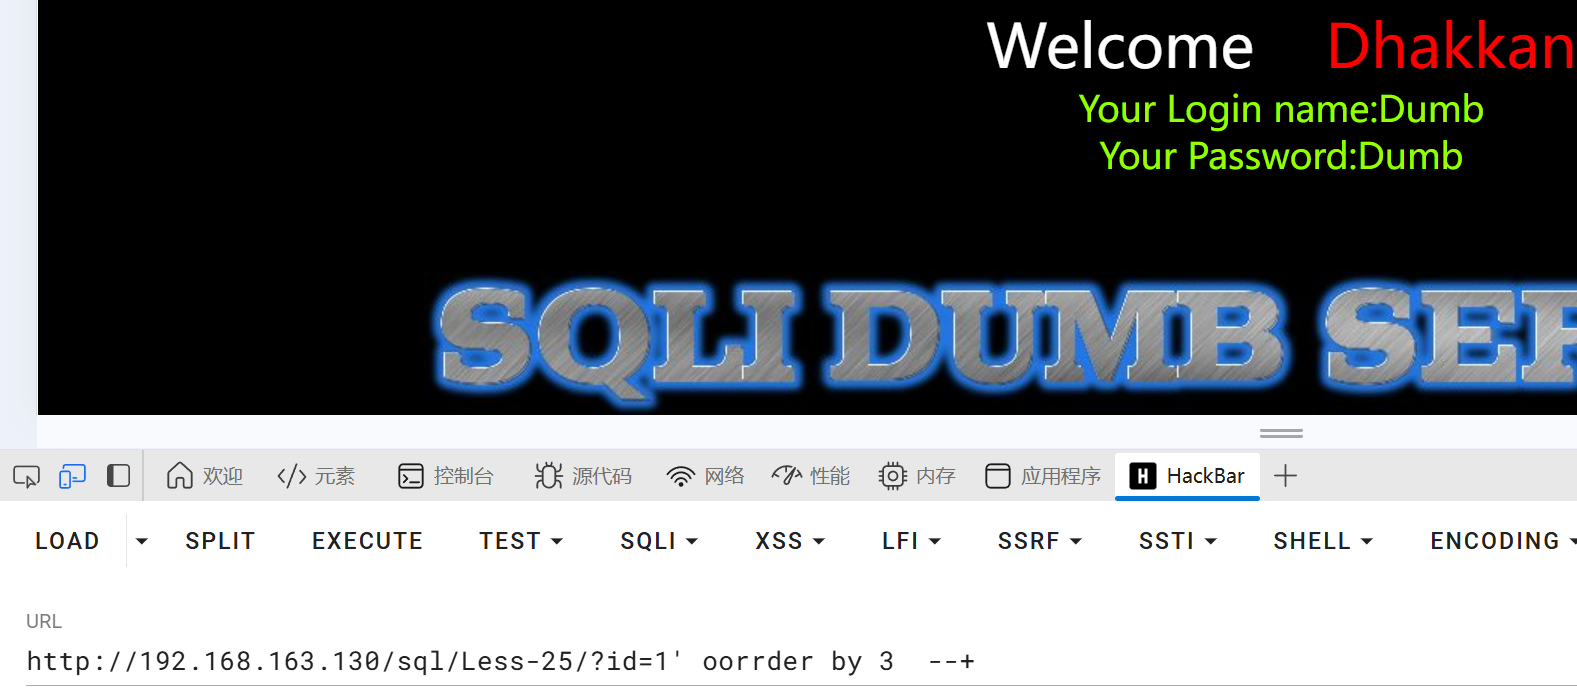 Welcome Dhakkan
Your Login name:Dumb
Your Password:Dumb
SQLI DUMB SER
欢迎 </> 元素 控制台 源代码 网络 性能 内存 应用程序 H HackBar +
LOAD SPLIT EXECUTE TEST SQLI XSS LFI SSRF SSTI SHELL ENCODING
URL
http://192.168.163.130/sql/Less-25/?id=1' oorrder by 3  --+